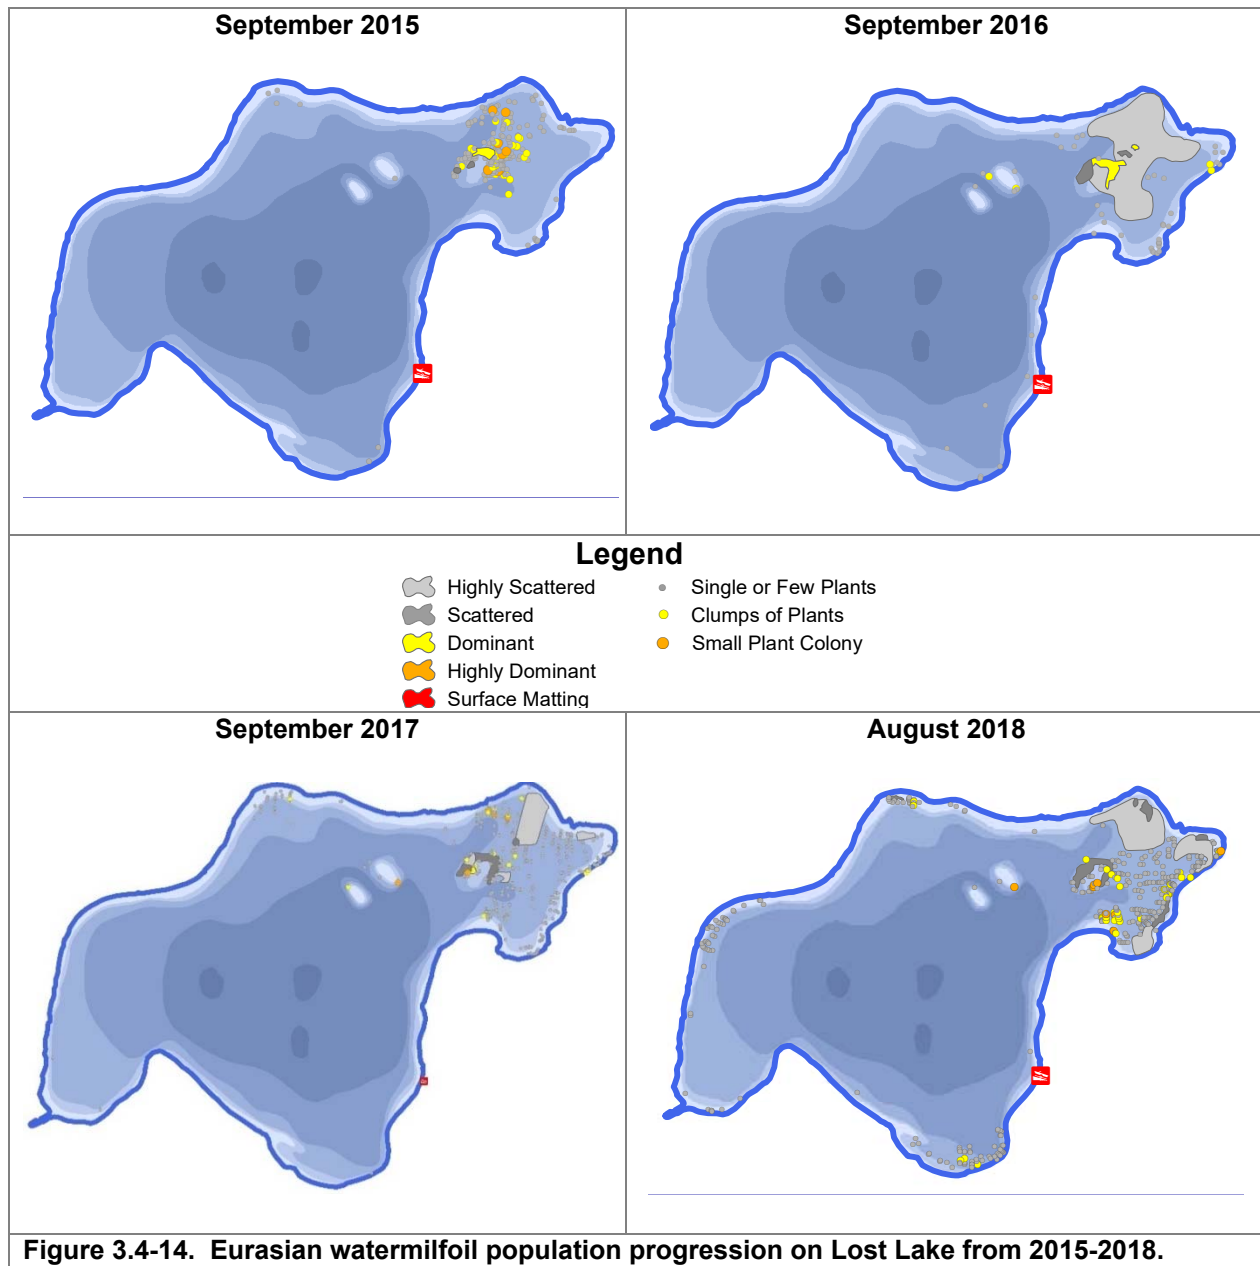 September 2015
September 2016
Legend
Highly Scattered
Scattered
Dominant
Highly Dominant
Surface Matting
Single or Few Plants
Clumps of Plants
Small Plant Colony
September 2017
August 2018
Figure 3.4-14.  Eurasian watermilfoil population progression on Lost Lake from 2015-2018.